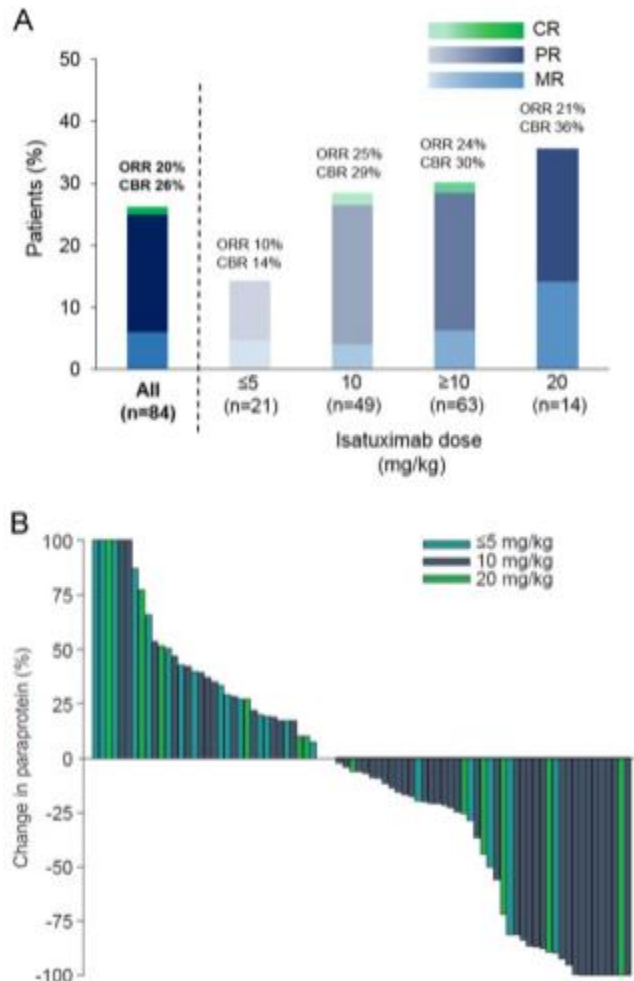 A
CR
PR
MR
50
40
30
20
10
0
Patients (%)
ORR 20%
CBR 26%
ORR 10%
CBR 14%
ORR 25%
CBR 29%
ORR 24%
CBR 30%
ORR 21%
CBR 36%
All
(n=84)
≤5
(n=21)
10
(n=49)
≥10
(n=63)
20
(n=14)
Isatuximab dose
(mg/kg)
B
≤5 mg/kg
10 mg/kg
20 mg/kg
100
75
50
25
0
-25
-50
-75
-100
Change in paraprotein (%)